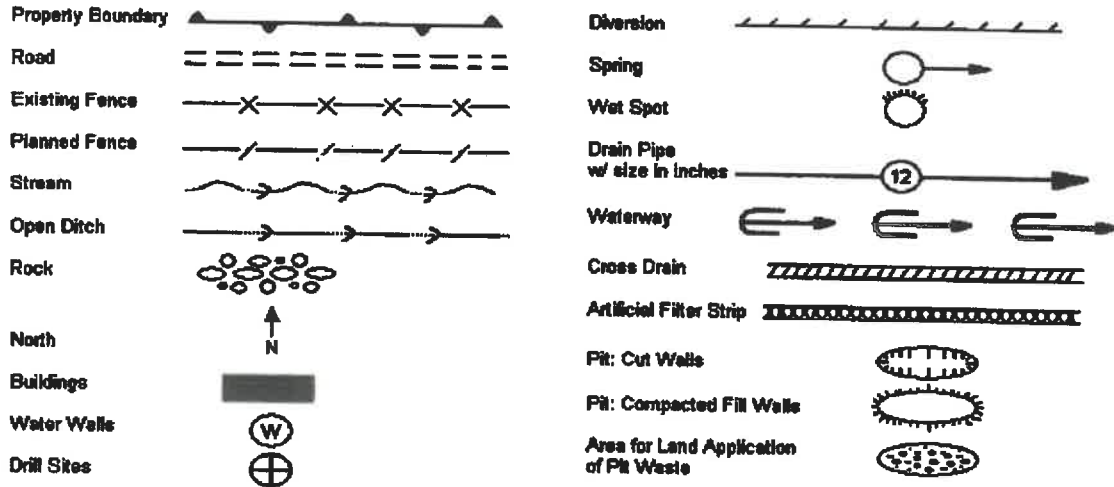 Property Boundary
Road
Existing Fence
Planned Fence
Stream
Open Ditch
Rock
North
N
Buildings
Water Walls
W
Drill Sites
Diversion
Spring
Wet Spot
Drain Pipe
w/ size in inches
12
Waterway
Cross Drain
Artificial Filter Strip
Pit: Cut Walls
Pit: Compacted Fill Walls
Area for Land Application
of Pit Waste